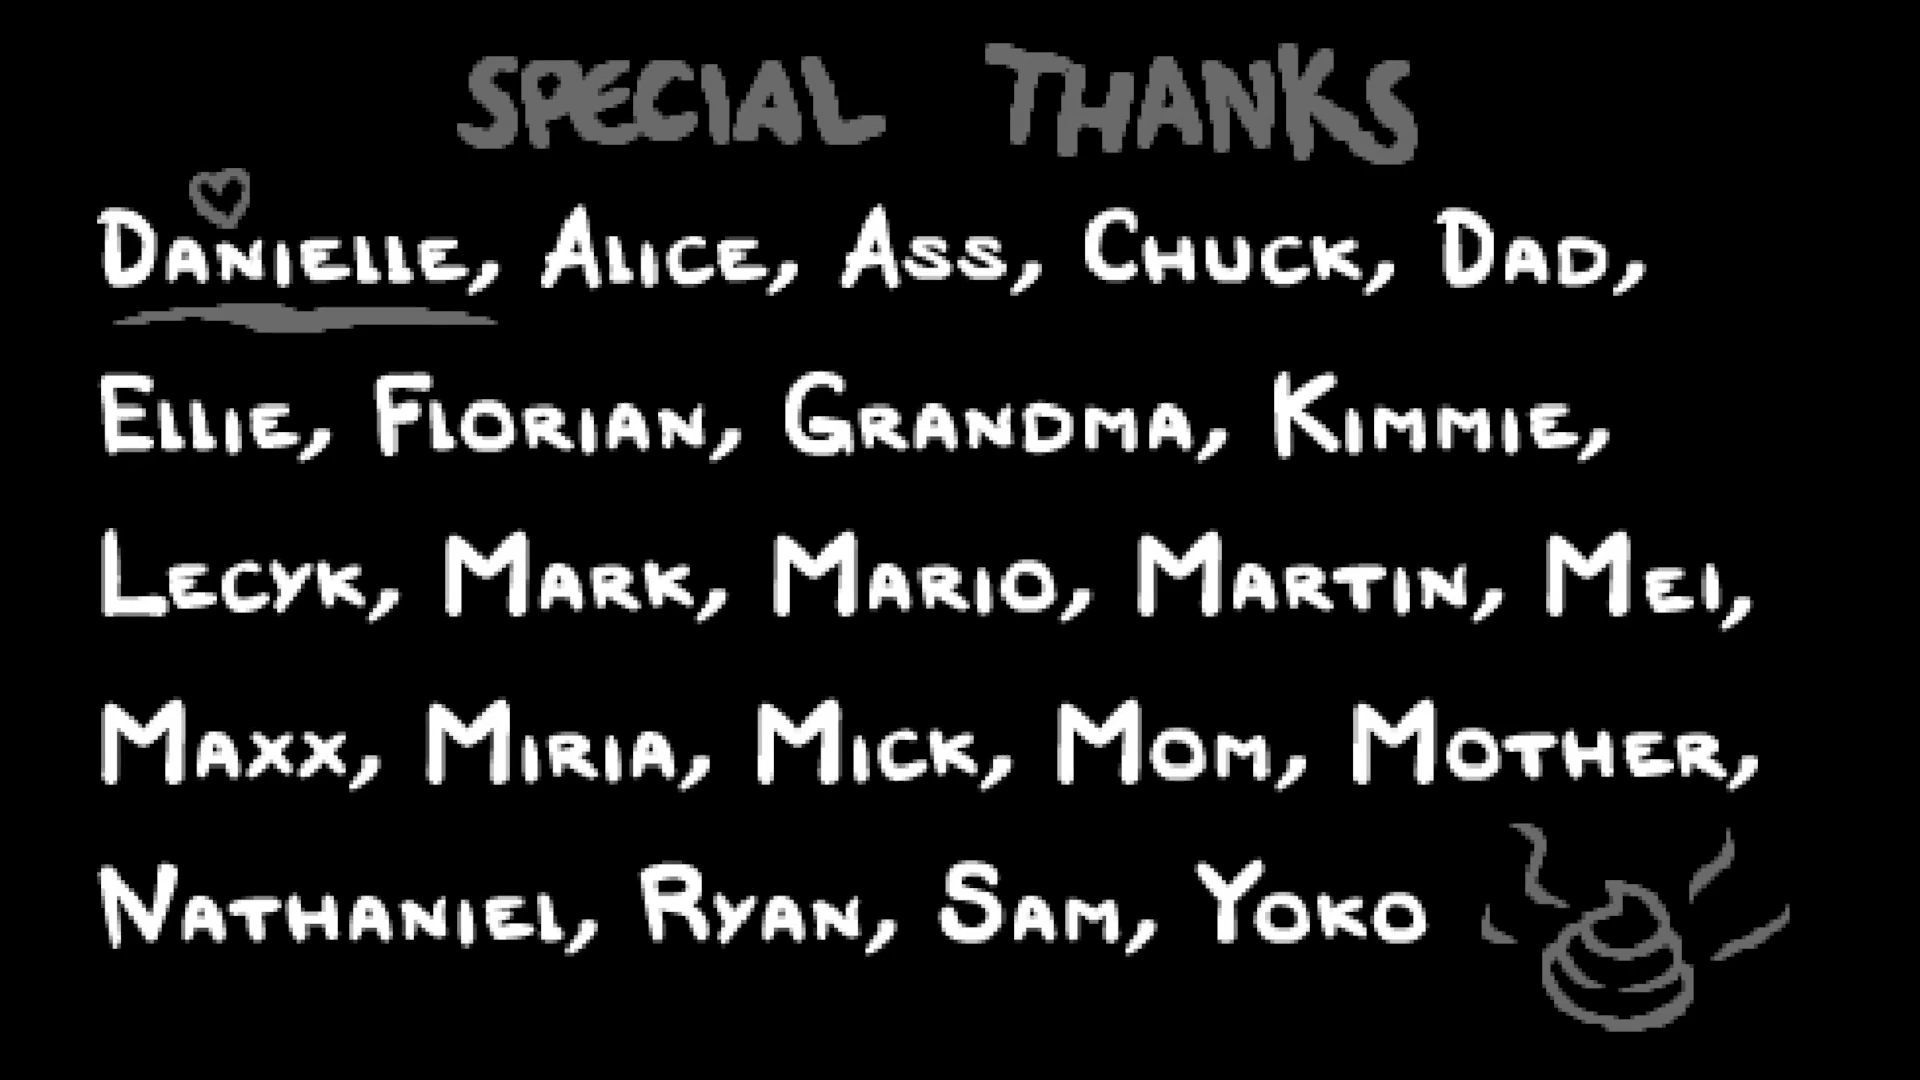 SPECIAL THANKS
DANIELLE, ALICE, ASS, CHUCK, DAD,
ELLIE, FLORIAN, GRANDMA, KIMMIE,
LECYK, MARK, MARIO, MARTIN, MEI,
MAXX, MIRIA, MICK, MOM, MOTHER,
NATHANIEL, RYAN, SAM, YOKO